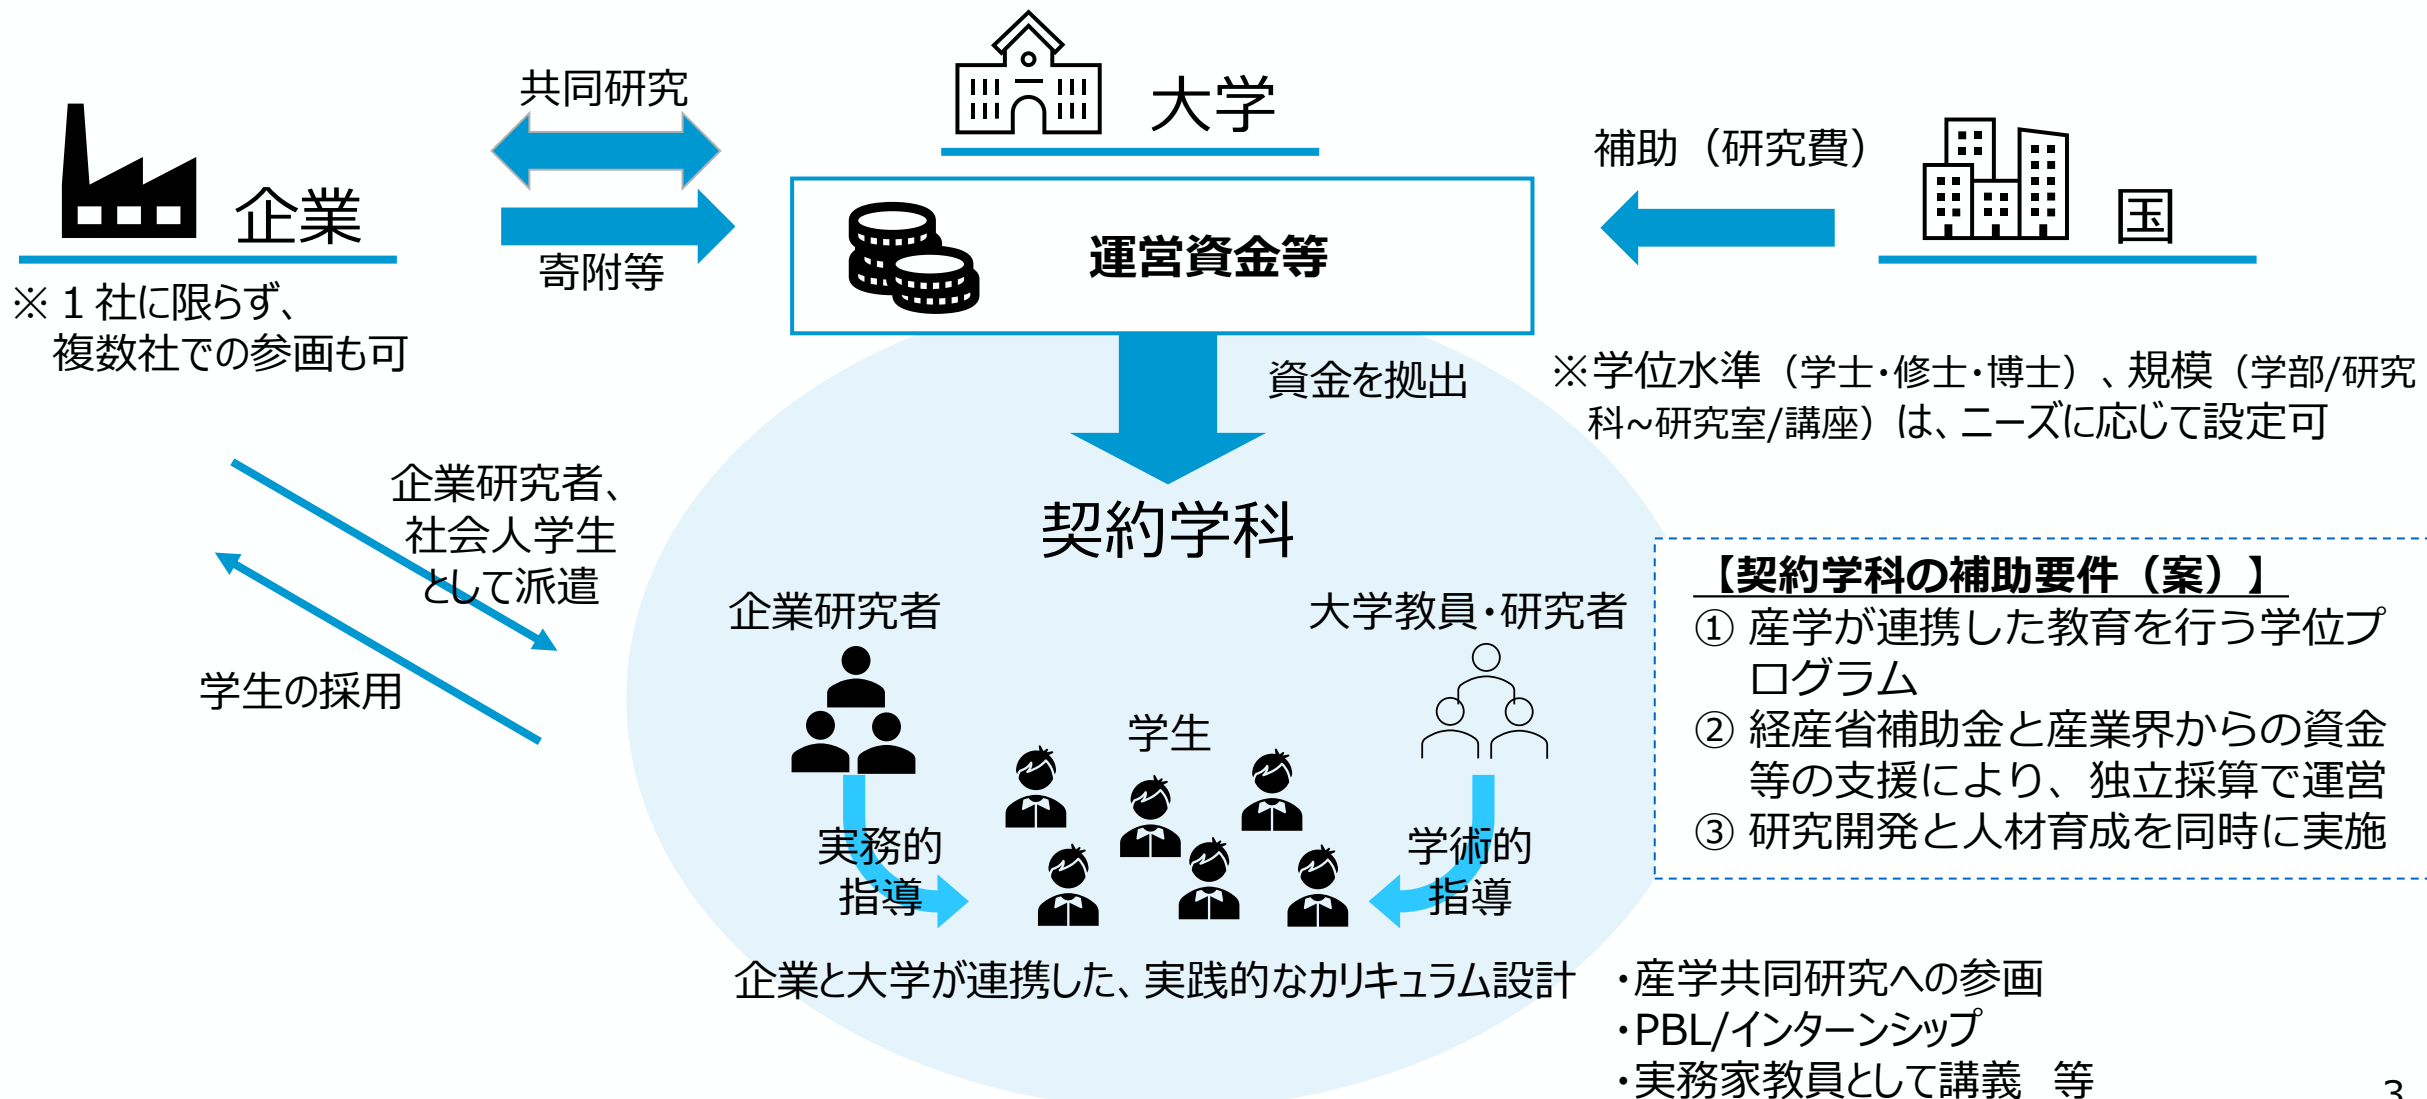 共同研究
大学
企業
寄附等
運営資金等
補助（研究費）
国
※１社に限らず、
複数社での参画も可
資金を拠出
※学位水準（学士・修士・博士）、規模（学部/研究
科~研究室/講座）は、ニーズに応じて設定可
企業研究者、
社会人学生
として派遣
学生の採用
契約学科
企業研究者
大学教員・研究者
学生
実務的
指導
学術的
指導
企業と大学が連携した、実践的なカリキュラム設計
【契約学科の補助要件（案）】
① 産学が連携した教育を行う学位プ
ログラム
② 経産省補助金と産業界からの資金
等の支援により、独立採算で運営
③ 研究開発と人材育成を同時に実施
・産学共同研究への参画
・PBL/インターンシップ
・実務家教員として講義　等
3